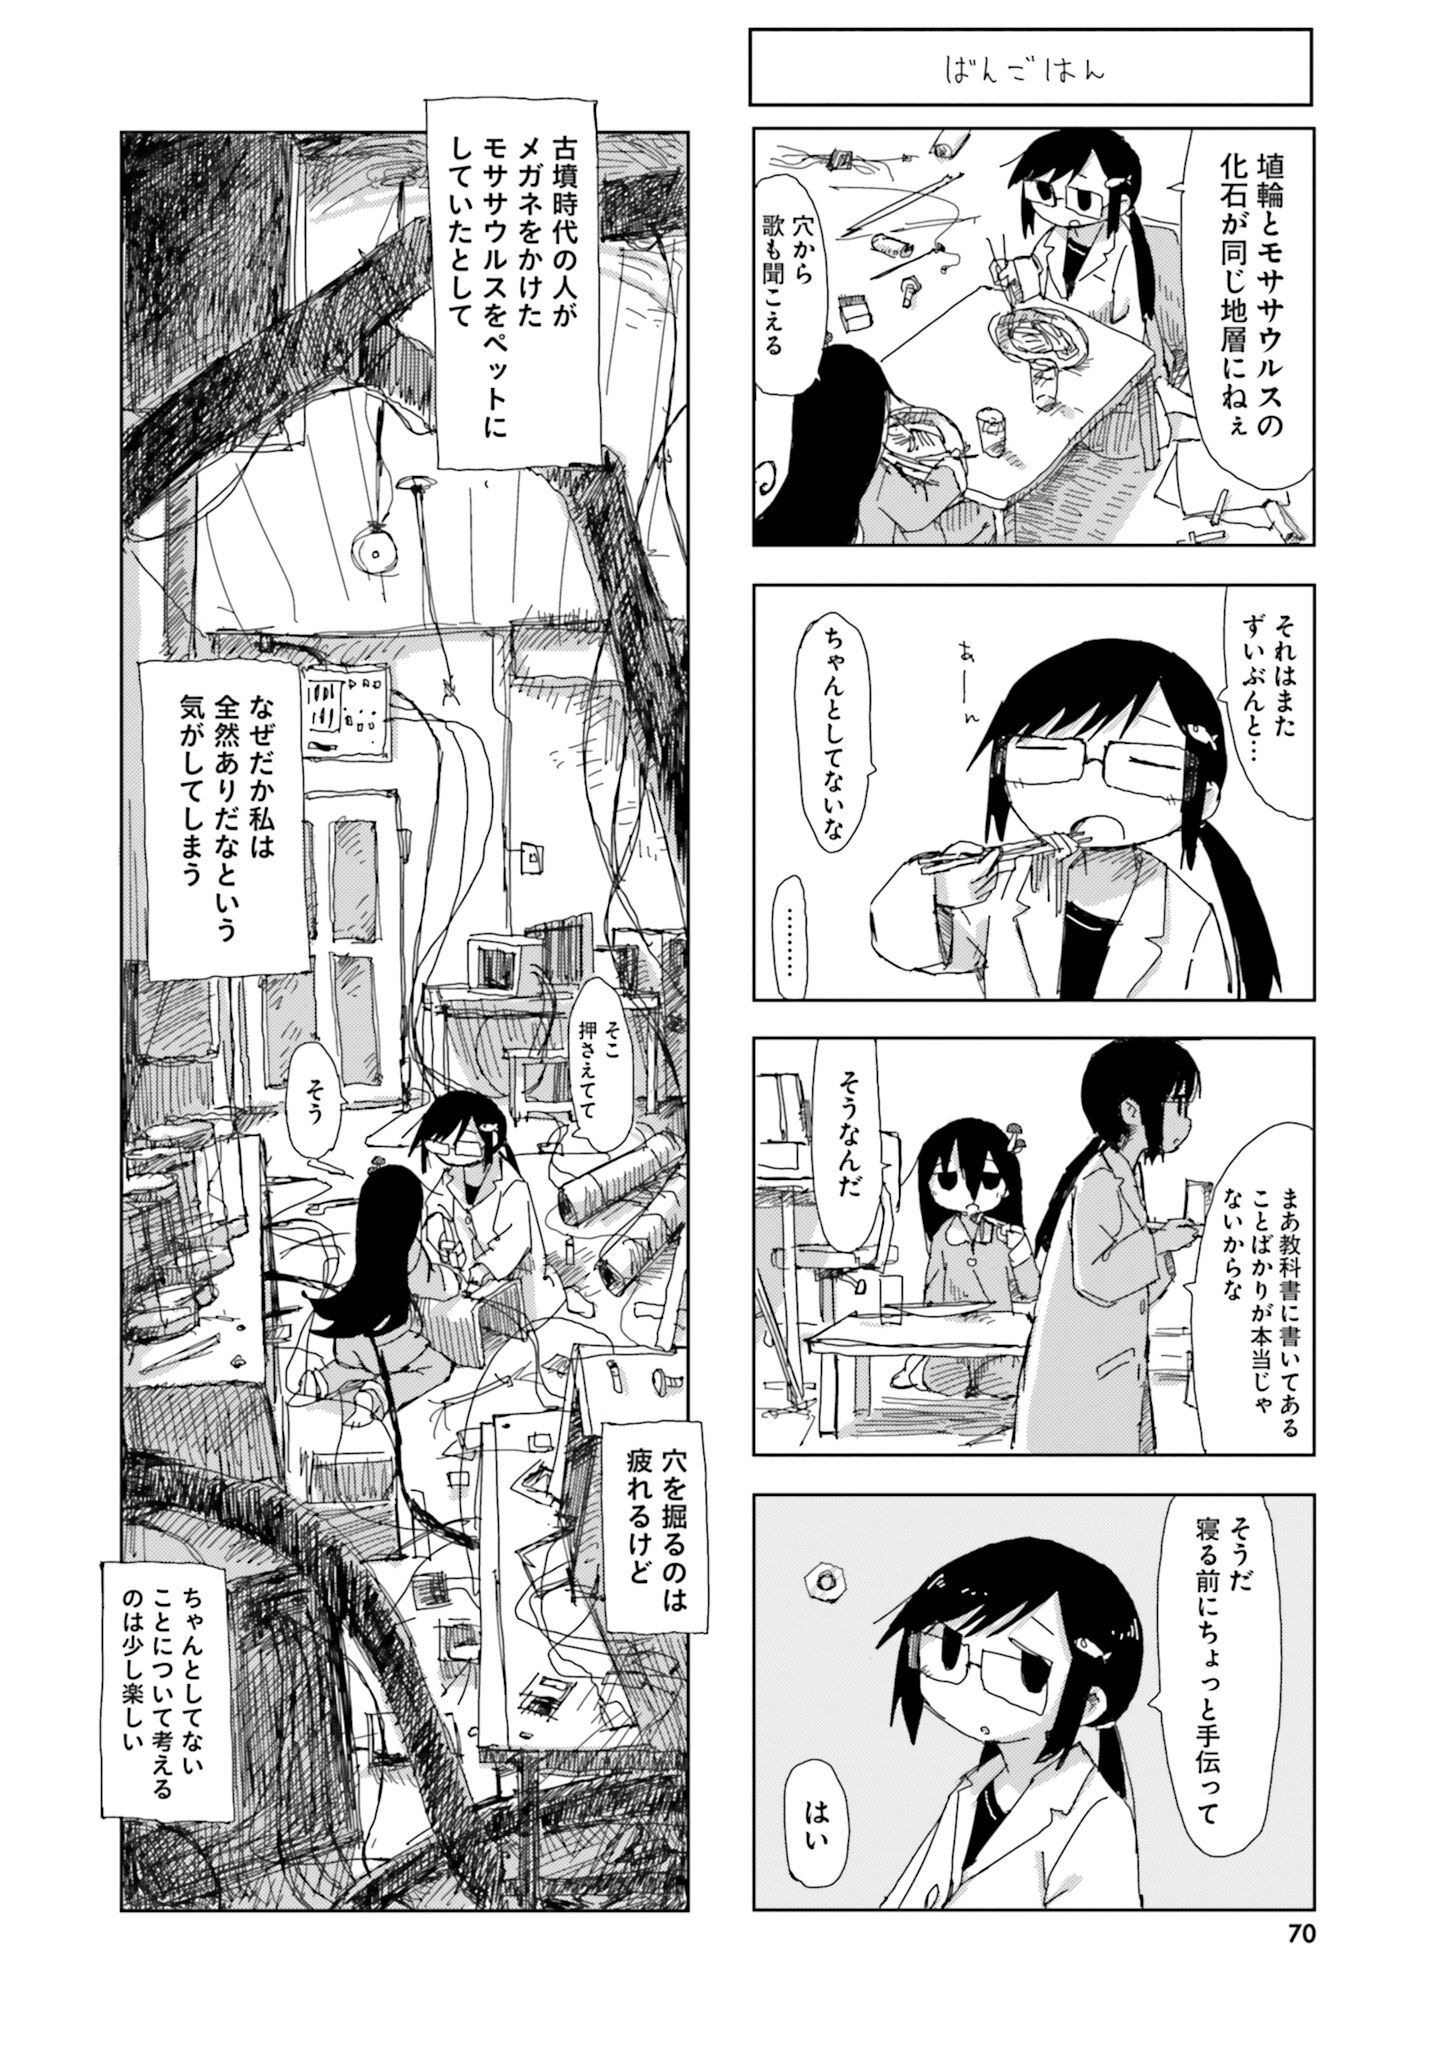 ばんごはん
埴輪とモササウルスの
化石が同じ地層にねぇ
穴から
歌も聞こえる
それはまた
ずいぶんと…
あーん
ちゃんとしてないな
………
まあ教科書に書いてある
ことばかりが本当じゃ
ないからな
そうなんだ
そうだ
寝る前にちょっと手伝って
はい
古墳時代の人が
メガネをかけた
モササウルスをペットに
していたとして
なぜだか私は
全然ありだなという
気がしてしまう
そこ
押さえてて
そう
穴を掘るのは
疲れるけど
ちゃんとしてない
ことについて考える
のは少し楽しい
70